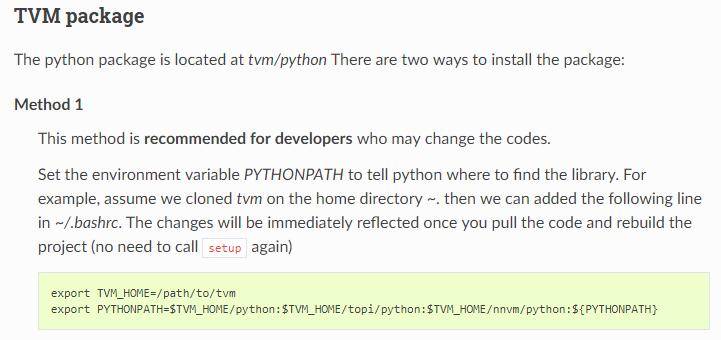 TVM package
The python package is located at tvm/python There are two ways to install the package:
Method 1
This method is recommended for developers who may change the codes.
Set the environment variable PYTHONPATH to tell python where to find the library. For
example, assume we cloned tvm on the home directory ~. then we can added the following line
in ~/.bashrc. The changes will be immediately reflected once you pull the code and rebuild the
project (no need to call setup again)
export TVM_HOME=/path/to/tvm
export PYTHONPATH=$TVM_HOME/python:$TVM_HOME/topi/python:$TVM_HOME/nnvm/python:${PYTHONPATH}